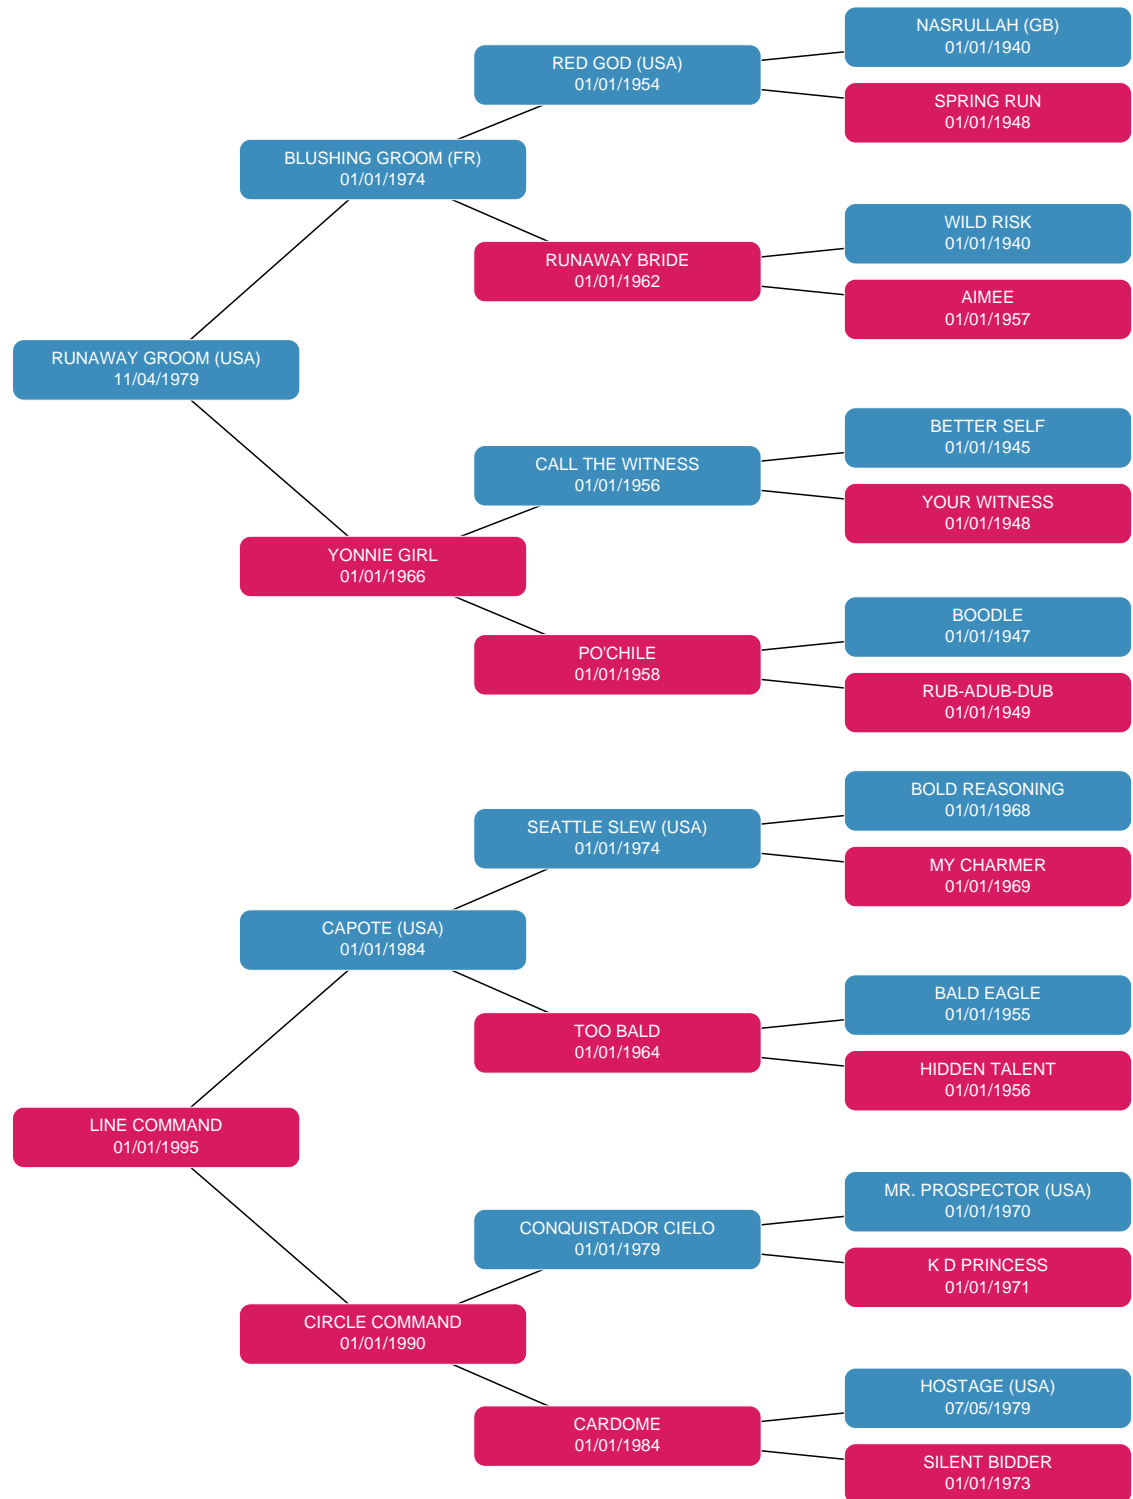 NASRULLAH (GB)
01/01/1940
RED GOD (USA)
01/01/1954
SPRING RUN
01/01/1948
BLUSHING GROOM (FR)
01/01/1974
WILD RISK
01/01/1940
RUNAWAY BRIDE
01/01/1962
AIMEE
01/01/1957
RUNAWAY GROOM (USA)
11/04/1979
BETTER SELF
01/01/1945
CALL THE WITNESS
01/01/1956
YOUR WITNESS
01/01/1948
YONNIE GIRL
01/01/1966
BOODLE
01/01/1947
PO'CHILE
01/01/1958
RUB-ADUB-DUB
01/01/1949
BOLD REASONING
01/01/1968
SEATTLE SLEW (USA)
01/01/1974
MY CHARMER
01/01/1969
CAPOTE (USA)
01/01/1984
BALD EAGLE
01/01/1955
TOO BALD
01/01/1964
HIDDEN TALENT
01/01/1956
LINE COMMAND
01/01/1995
MR. PROSPECTOR (USA)
01/01/1970
CONQUISTADOR CIELO
01/01/1979
K D PRINCESS
01/01/1971
CIRCLE COMMAND
01/01/1990
HOSTAGE (USA)
07/05/1979
CARDOME
01/01/1984
SILENT BIDDER
01/01/1973